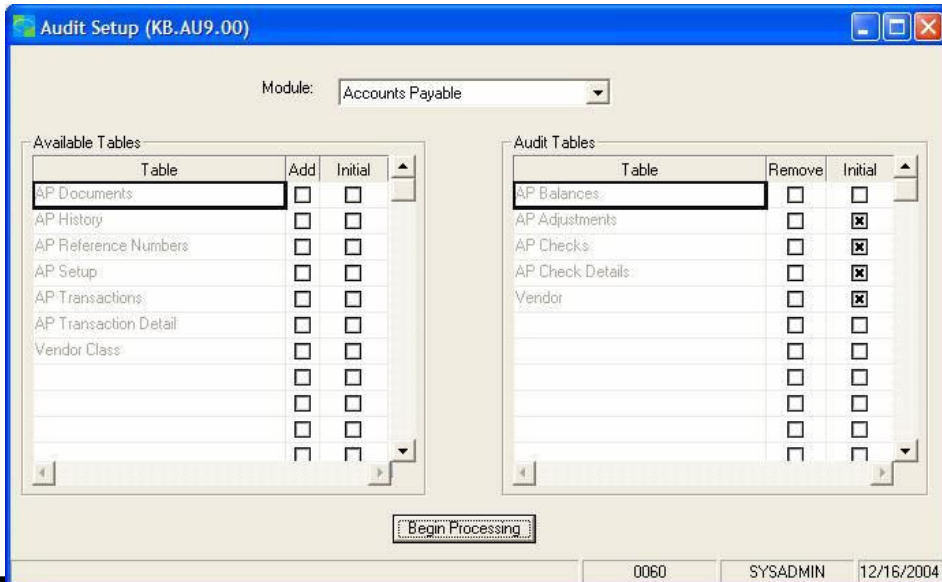 Audit Setup (KB.AU9.00)
Module: Accounts Payable
Available Tables
Table Add Initial
AP Documents
AP History
AP Reference Numbers
AP Setup
AP Transactions
AP Transaction Detail
Vendor Class
Audit Tables
Table Remove Initial
AP Balances
AP Adjustments
AP Checks
AP Check Details
Vendor
Begin Processing
0060 SYSADMIN 12/16/2004